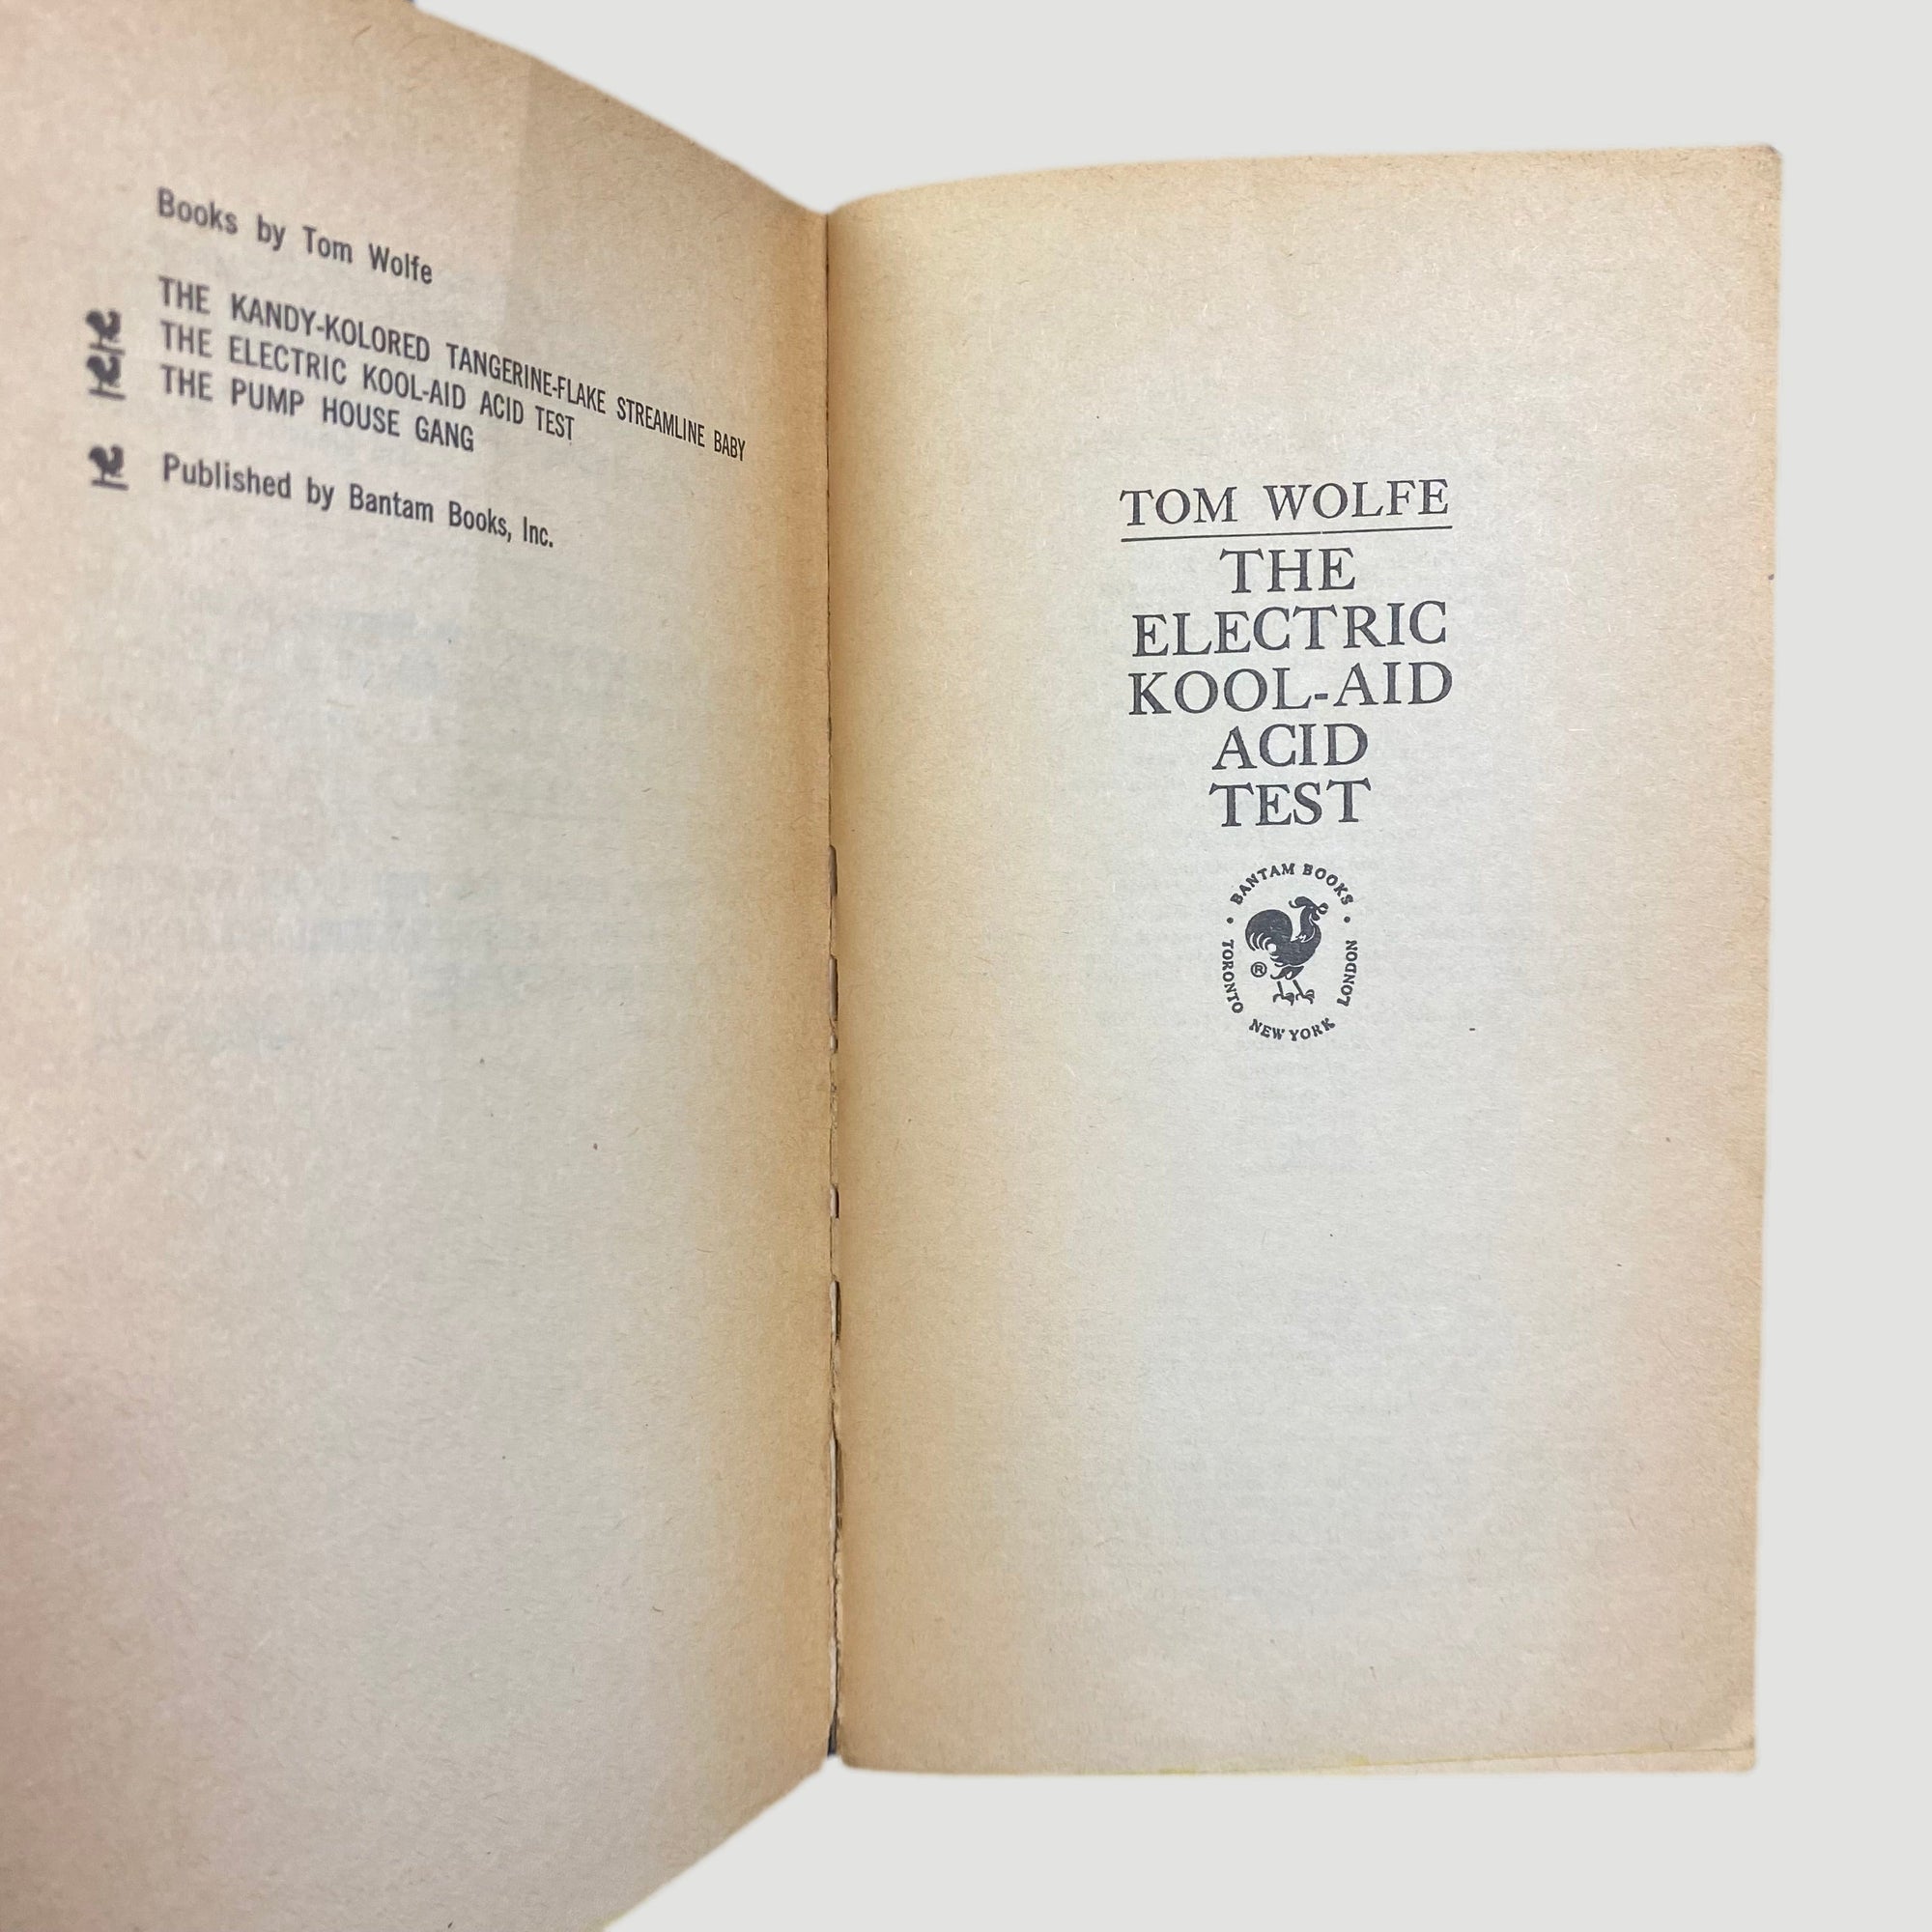 Books by Tom Wolfe
THE KANDY-KOLORED TANGERINE-FLAKE STREAMLINE BABY
THE ELECTRIC KOOL-AID ACID TEST
THE PUMP HOUSE GANG
Published by Bantam Books, Inc.
TOM WOLFE
THE
ELECTRIC
KOOL-AID
ACID
TEST
BANTAM BOOKS
®
TORONTO • NEW YORK • LONDON